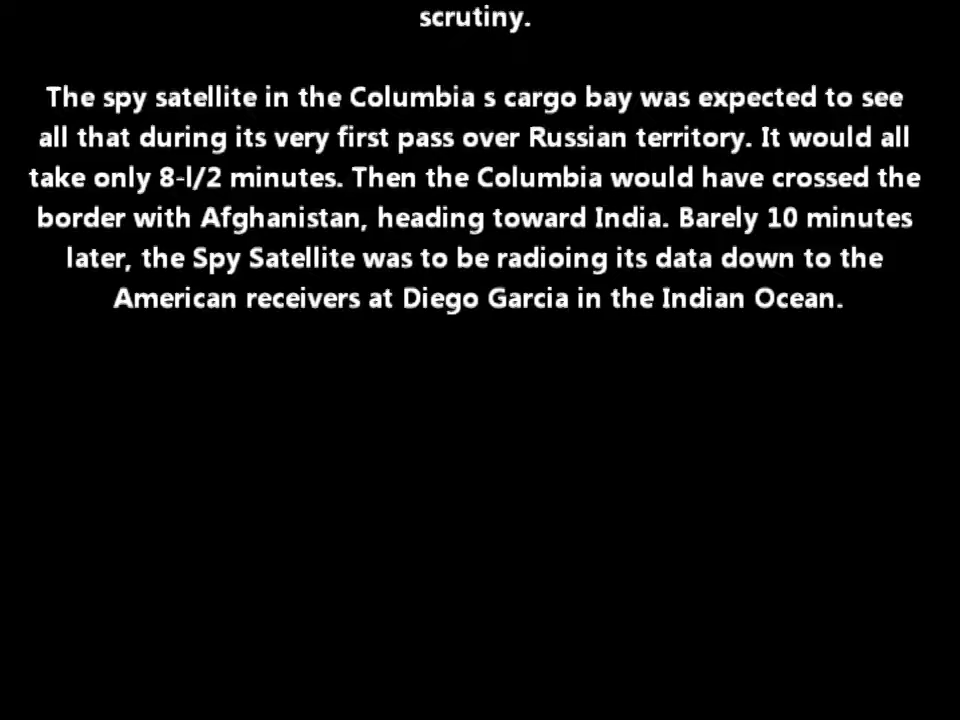 scrutiny.
The spy satellite in the Columbia s cargo bay was expected to see
all that during its very first pass over Russian territory. It would all
take only 8-l/2 minutes. Then the Columbia would have crossed the
border with Afghanistan, heading toward India. Barely 10 minutes
later, the Spy Satellite was to be radioing its data down to the
American receivers at Diego Garcia in the Indian Ocean.